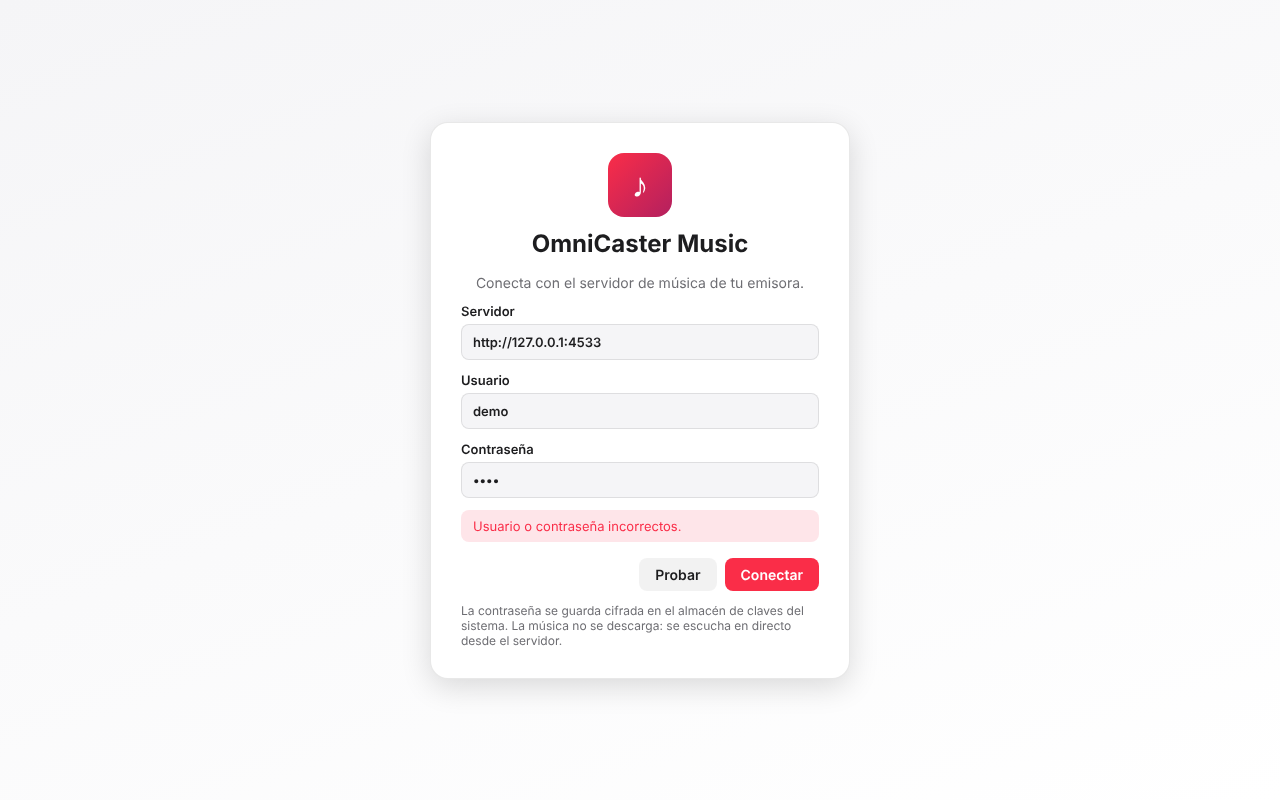 ♪
OmniCaster Music
Conecta con el servidor de música de tu emisora.
Servidor
http://127.0.0.1:4533
Usuario
demo
Contraseña
••••
Usuario o contraseña incorrectos.
Probar Conectar
La contraseña se guarda cifrada en el almacén de claves del
sistema. La música no se descarga: se escucha en directo
desde el servidor.